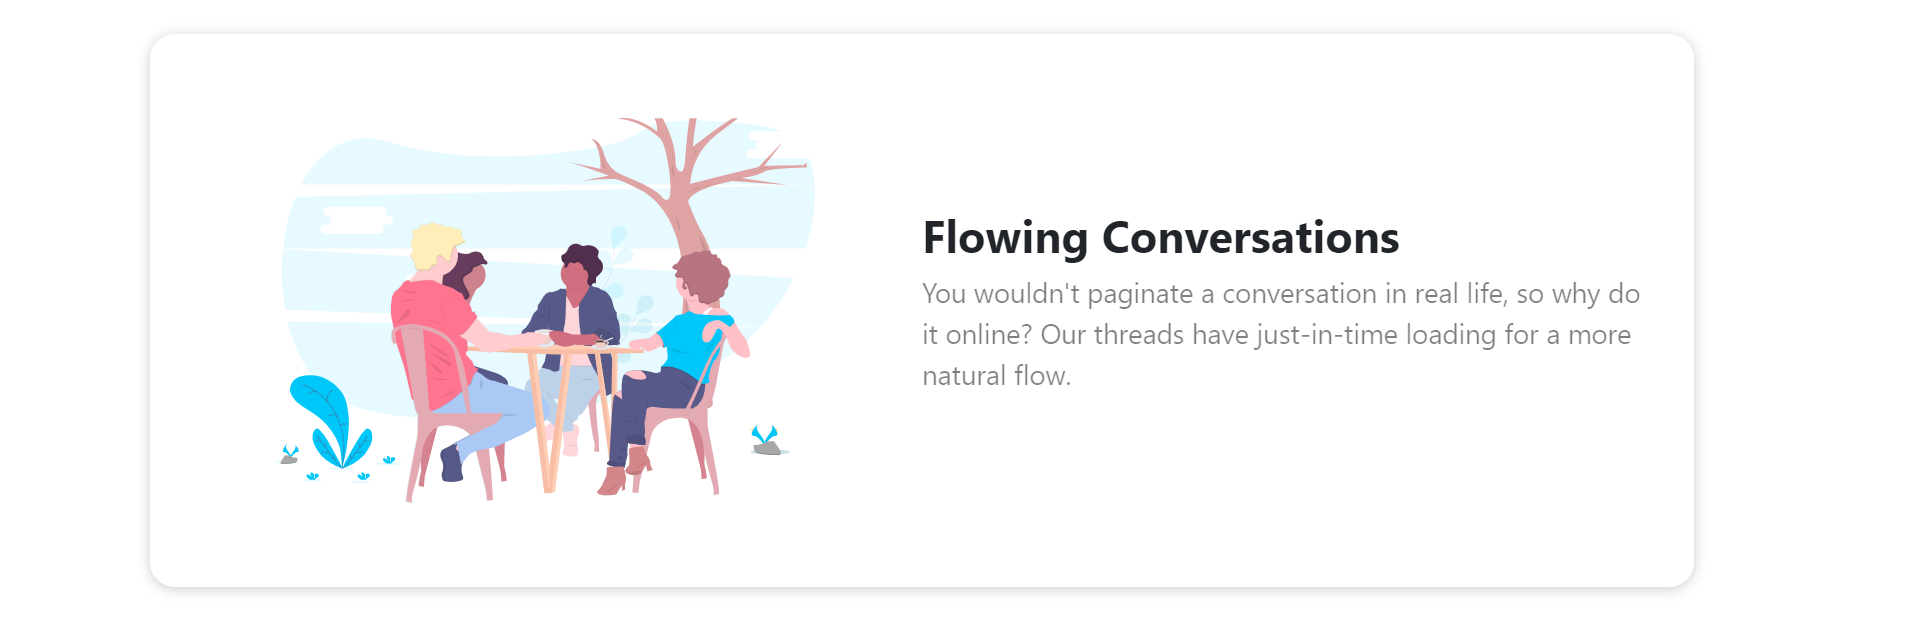 Flowing Conversations
You wouldn't paginate a conversation in real life, so why do
it online? Our threads have just-in-time loading for a more
natural flow.